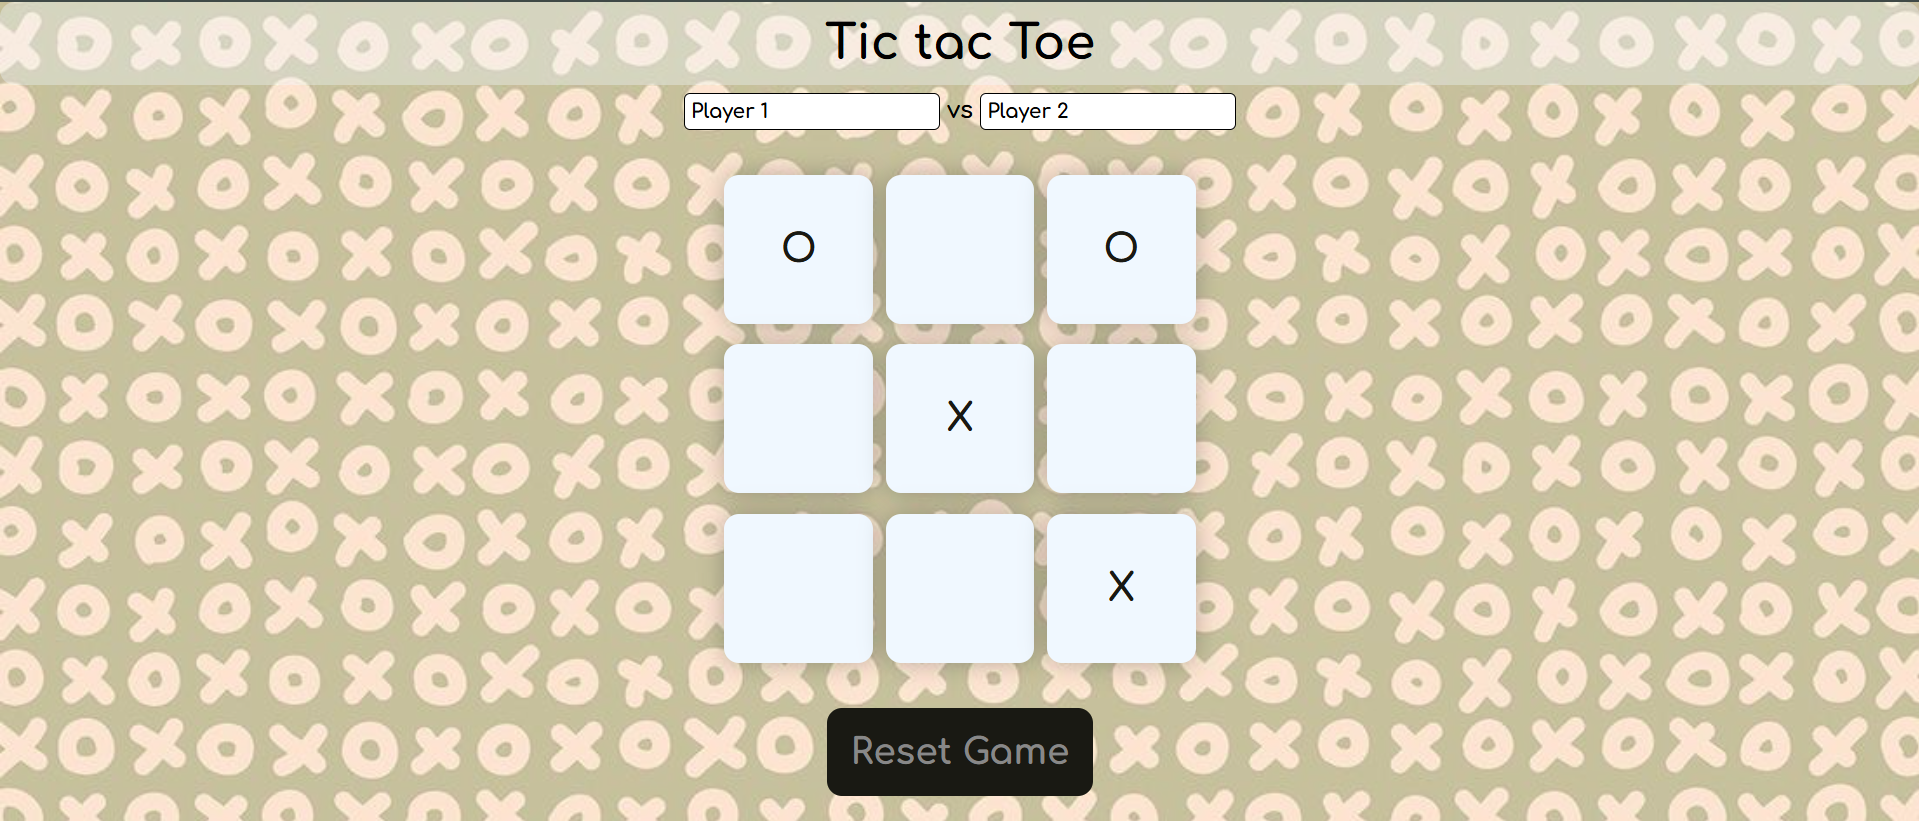 Tic tac Toe
Player 1 vs Player 2
O O
X
X
Reset Game